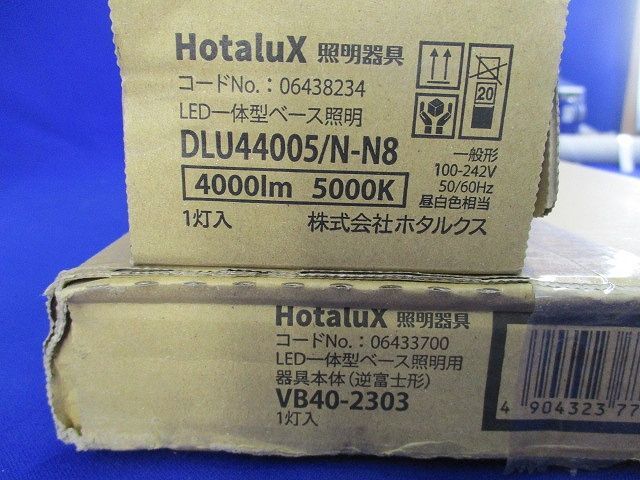 HotaluX 照明器具
コードNo.：06438234
LED一体型ベース照明
DLU44005/N-N8
4000lm 5000K
1灯入
20
一般形
100-242V
50/60Hz
昼白色相当
株式会社ホタルクス
HotaluX 照明器具
コードNo.：06433700
LED一体型ベース照明用
器具本体（逆富士形）
VB40-2303
1灯入
4 904323 77